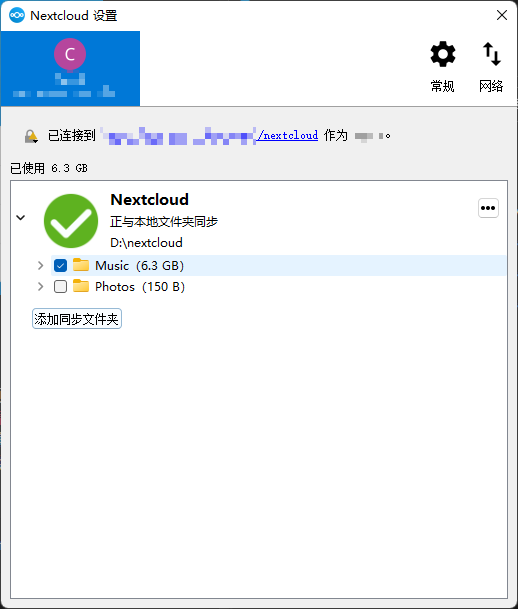 Nextcloud 设置
C
常规
网络
已连接到 /nextcloud 作为 。
已使用 6.3 GB
Nextcloud
正与本地文件夹同步
D:\nextcloud
Music (6.3 GB)
Photos (150 B)
添加同步文件夹